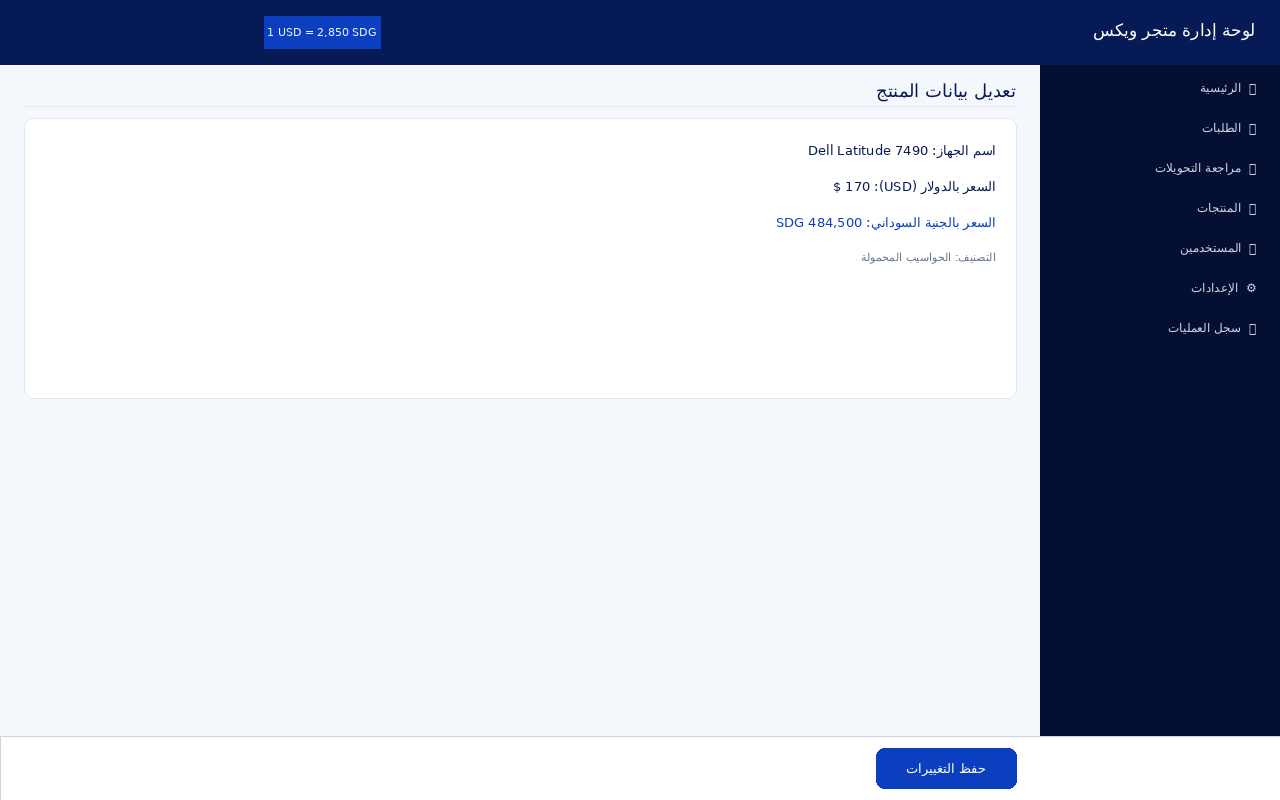 لوحة إدارة متجر ويكس
1 USD = 2,850 SDG
الرئيسية
الطلبات
مراجعة التحويلات
المنتجات
المستخدمين
⚙ الإعدادات
سجل العمليات
تعديل بيانات المنتج
اسم الجهاز: Dell Latitude 7490
السعر بالدولار (USD): 170 $
السعر بالجنية السوداني: 484,500 SDG
التصنيف: الحواسيب المحمولة
حفظ التغييرات